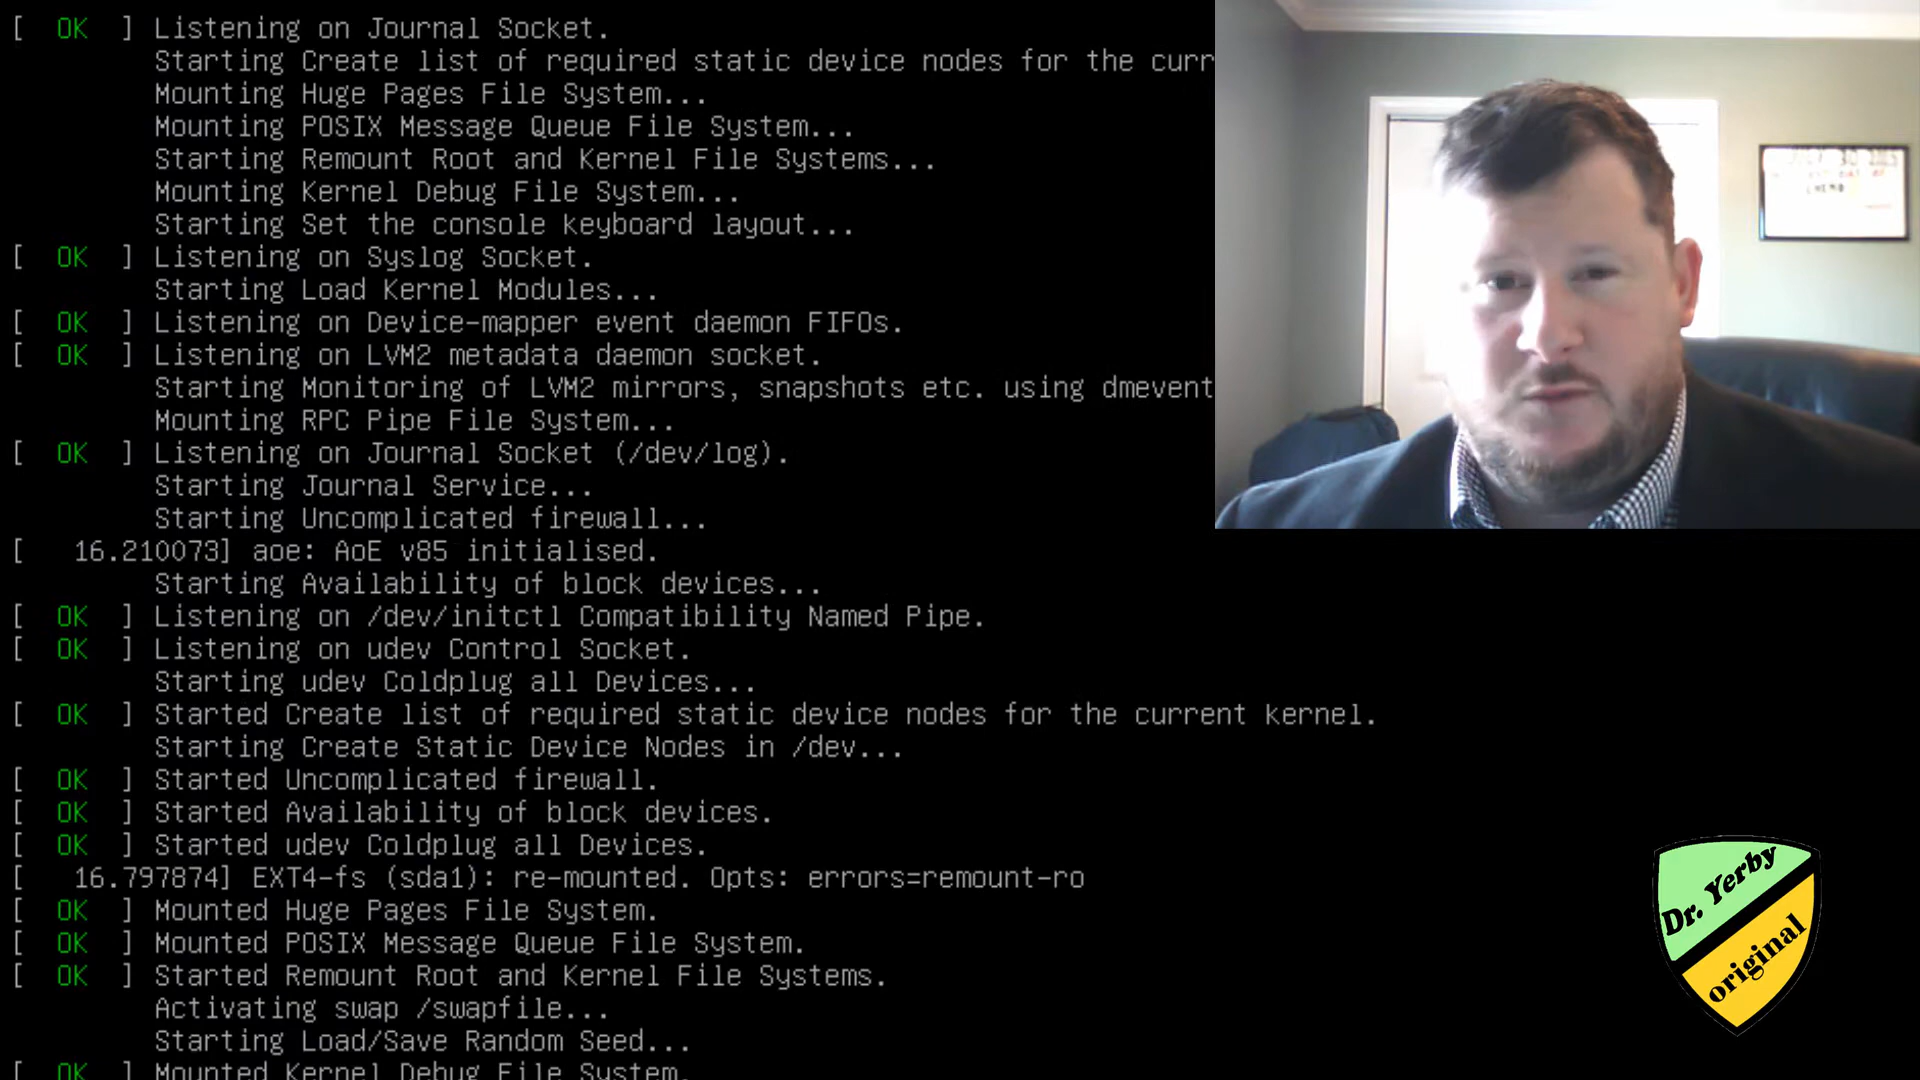 [  OK  ] Listening on Journal Socket.
Starting Create list of required static device nodes for the curr
Mounting Huge Pages File System...
Mounting POSIX Message Queue File System...
Starting Remount Root and Kernel File Systems...
Mounting Kernel Debug File System...
Starting Set the console keyboard layout...
[  OK  ] Listening on Syslog Socket.
Starting Load Kernel Modules...
[  OK  ] Listening on Device-mapper event daemon FIFOs.
[  OK  ] Listening on LVM2 metadata daemon socket.
Starting Monitoring of LVM2 mirrors, snapshots etc. using dmevent
Mounting RPC Pipe File System...
[  OK  ] Listening on Journal Socket (/dev/log).
Starting Journal Service...
Starting Uncomplicated firewall...
[   16.210073] aoe: AoE v85 initialised.
Starting Availability of block devices...
[  OK  ] Listening on /dev/initctl Compatibility Named Pipe.
[  OK  ] Listening on udev Control Socket.
Starting udev Coldplug all Devices...
[  OK  ] Started Create list of required static device nodes for the current kernel.
Starting Create Static Device Nodes in /dev...
[  OK  ] Started Uncomplicated firewall.
[  OK  ] Started Availability of block devices.
[  OK  ] Started udev Coldplug all Devices.
[   16.797874] EXT4-fs (sda1): re-mounted. Opts: errors=remount-ro
[  OK  ] Mounted Huge Pages File System.
[  OK  ] Mounted POSIX Message Queue File System.
[  OK  ] Started Remount Root and Kernel File Systems.
Activating swap /swapfile...
Starting Load/Save Random Seed...
[  OK  ] Mounted Kernel Debug File System.
Dr. Yerby
original